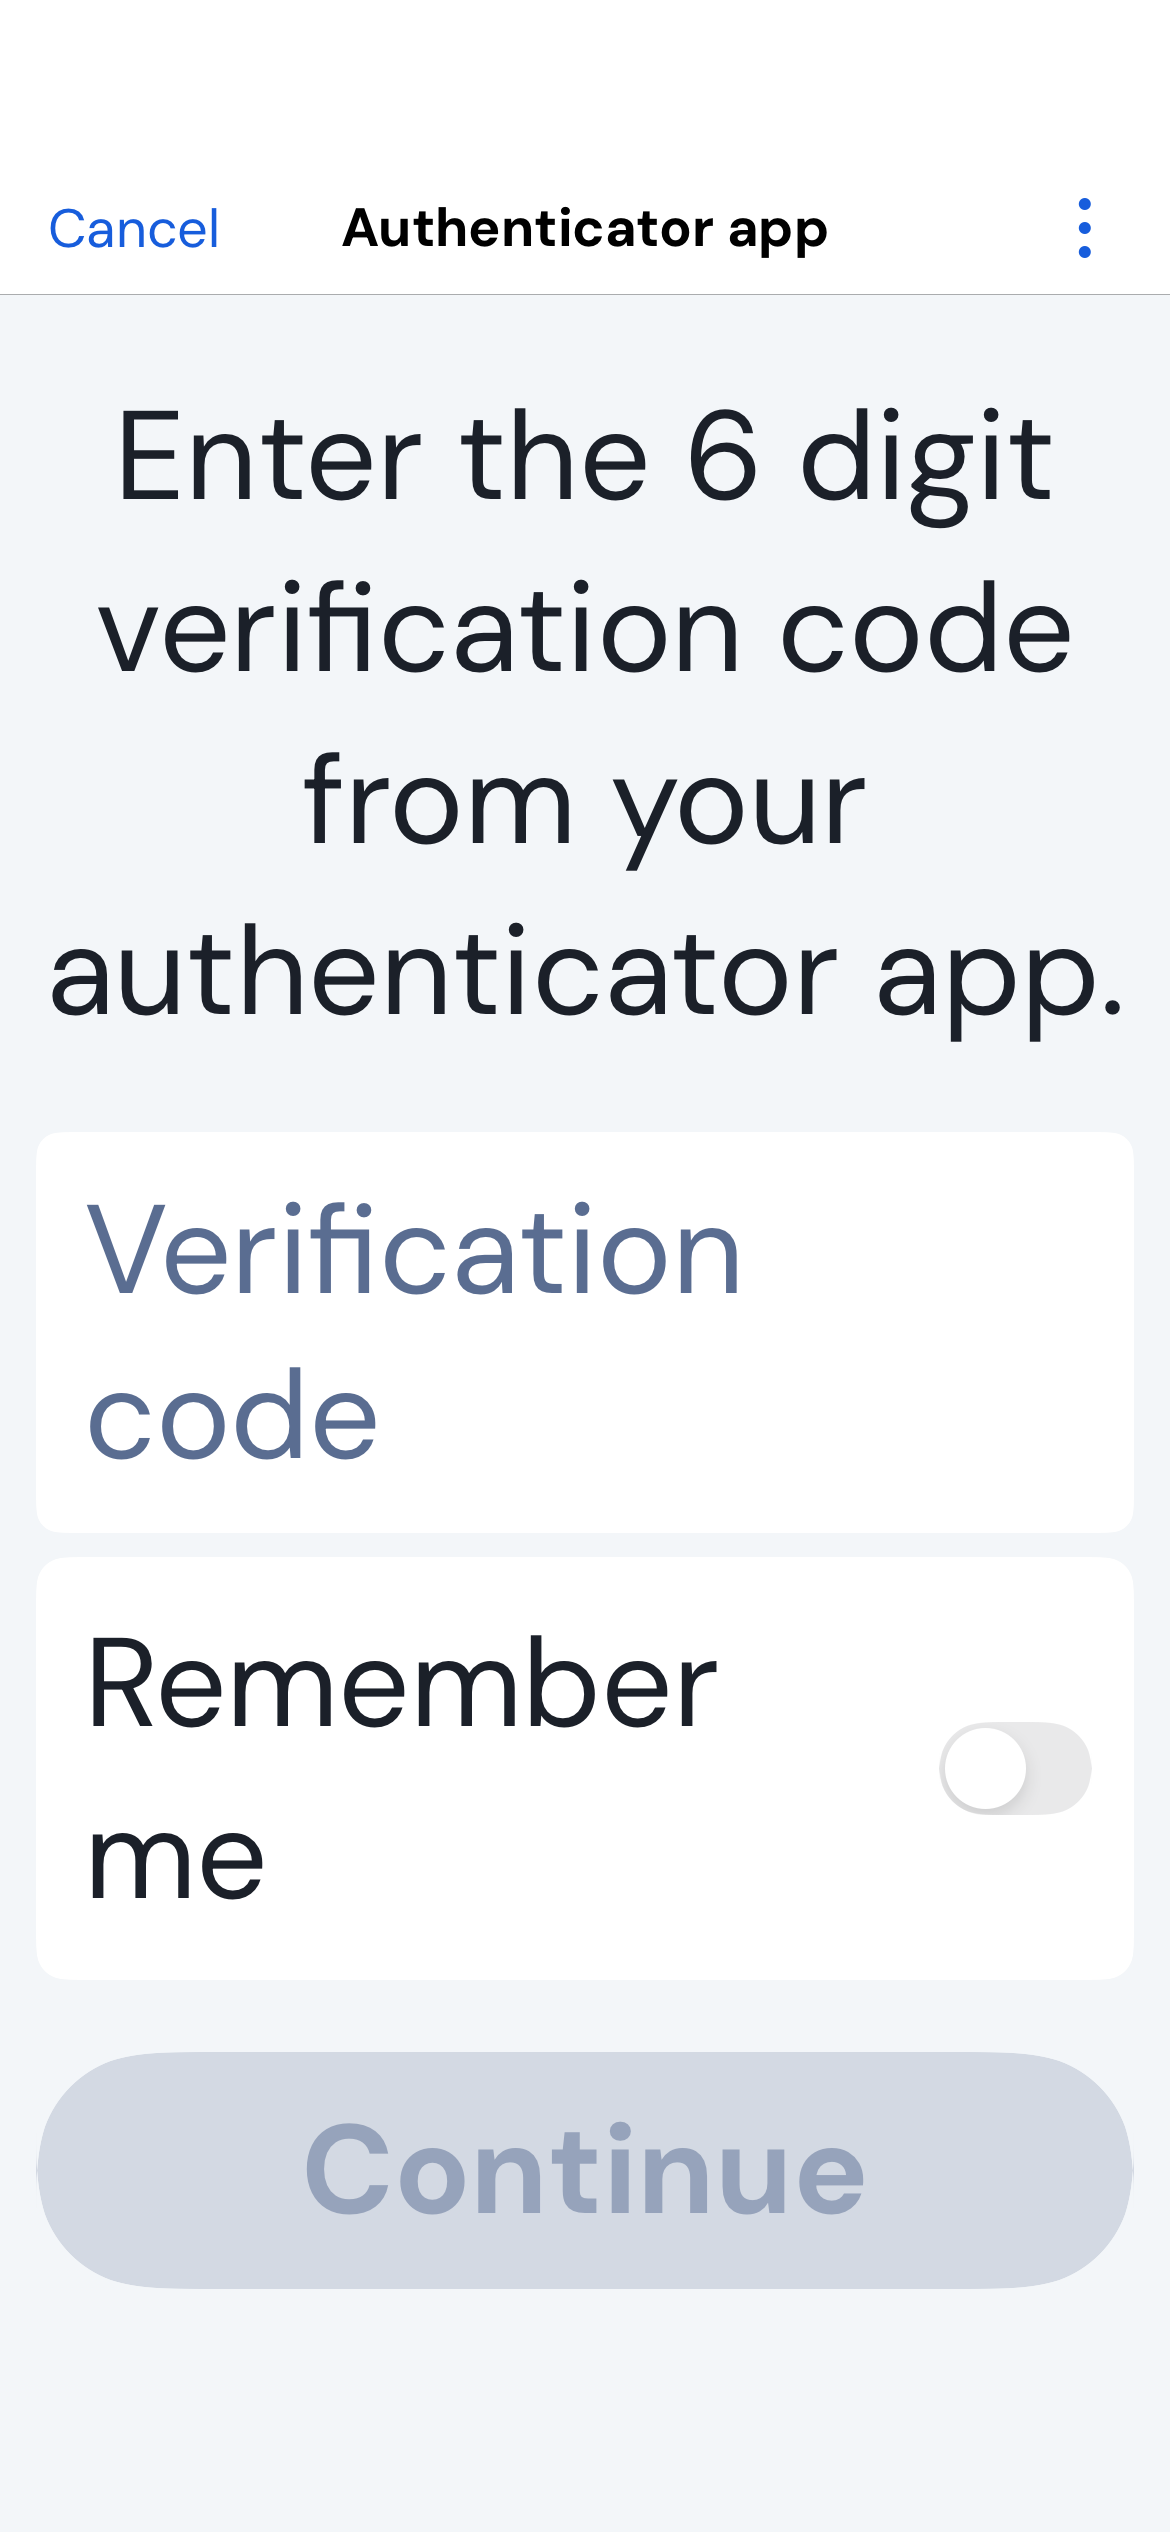 Cancel
Authenticator app
Enter the 6 digit
verification code
from your
authenticator app.
Verification
code
Remember
me
Continue